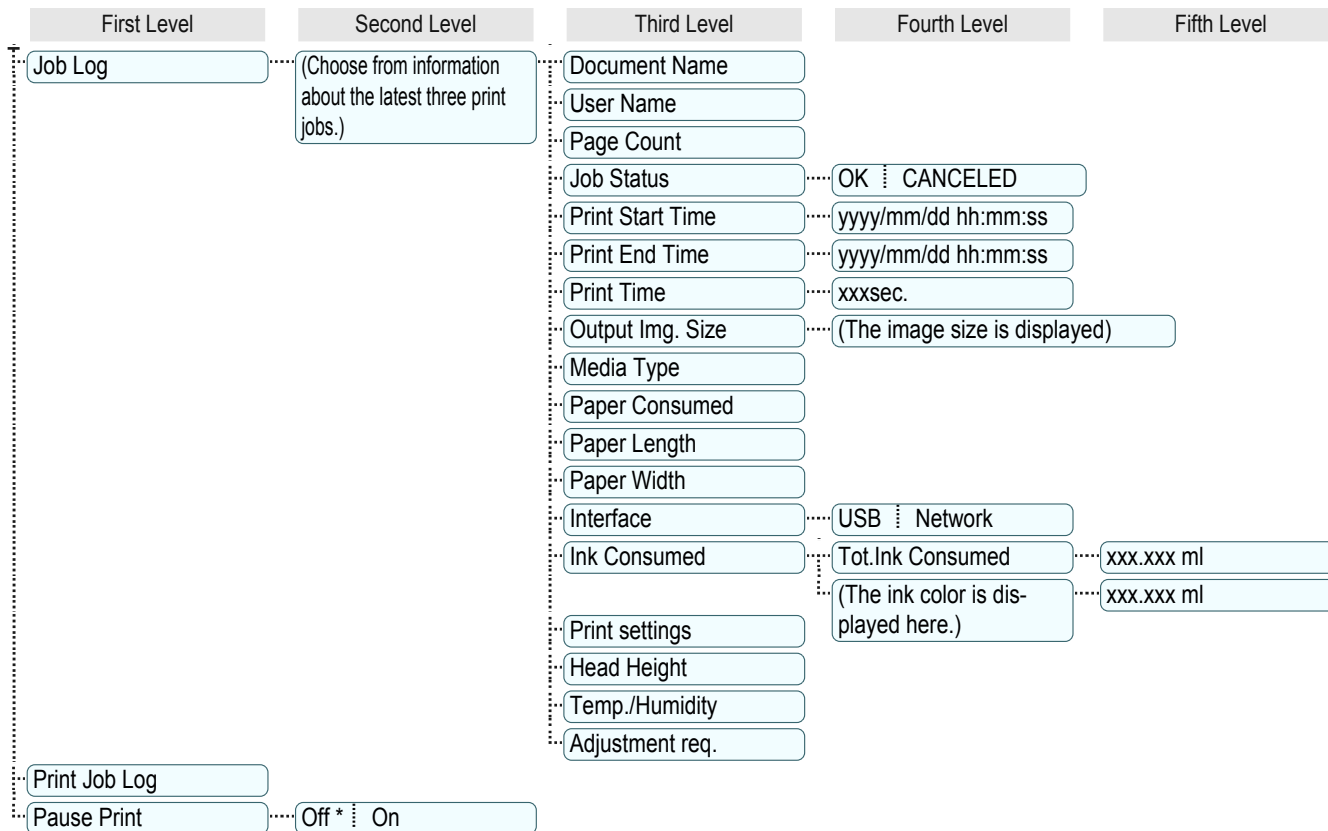 First Level Second Level Third Level Fourth Level Fifth Level
Job Log (Choose from information Document Name
about the latest three print
jobs.)
User Name
Page Count
Job Status OK CANCELED
Print Start Time yyyy/mm/dd hh:mm:ss
Print End Time yyyy/mm/dd hh:mm:ss
Print Time xxxsec.
Output Img. Size (The image size is displayed)
Media Type
Paper Consumed
Paper Length
Paper Width
Interface USB Network
Ink Consumed Tot.Ink Consumed xxx.xxx ml
(The ink color is dis- xxx.xxx ml
played here.)
Print settings
Head Height
Temp./Humidity
Adjustment req.
Print Job Log
Pause Print Off * On